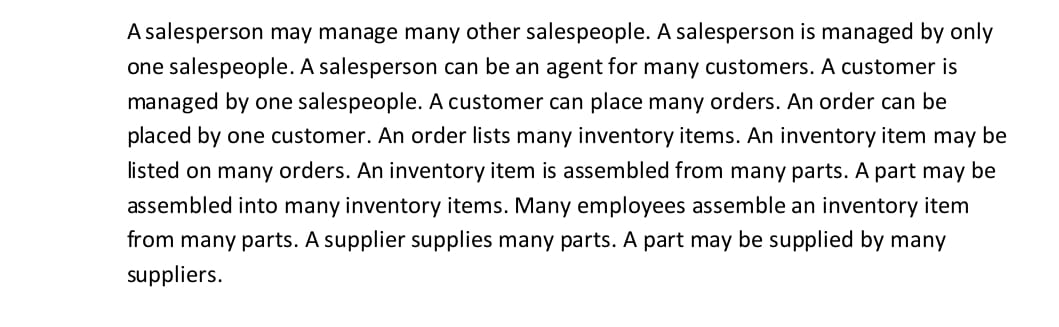 A salesperson may manage many other salespeople. A salesperson is managed by only
one salespeople. A salesperson can be an agent for many customers. A customer is
managed by one salespeople. A customer can place many orders. An order can be
placed by one customer. An order lists many inventory items. An inventory item may be
listed on many orders. An inventory item is assembled from many parts. A part may be
assembled into many inventory items. Many employees assemble an inventory item
from many parts. A supplier supplies many parts. A part may be supplied by many
suppliers.